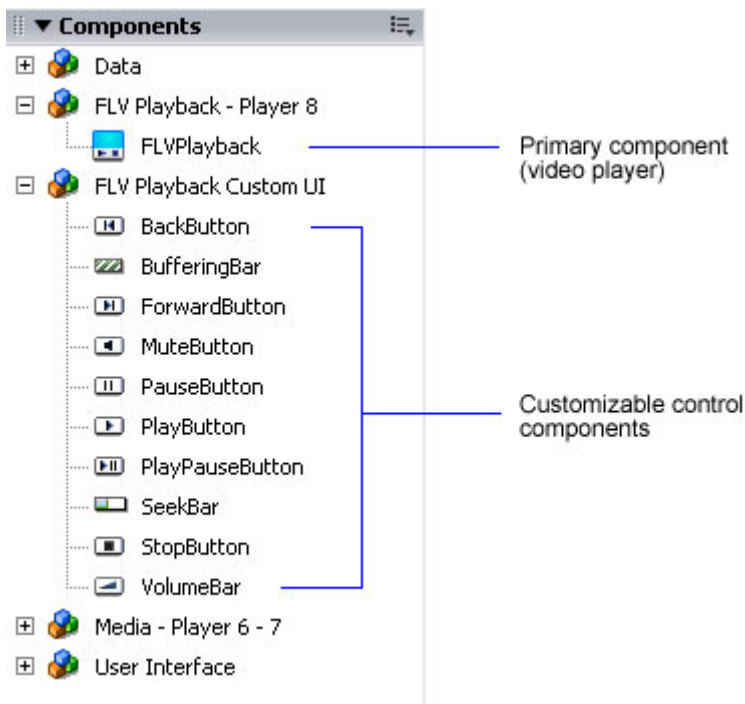 Components
Data
FLV Playback - Player 8
FLVPlayback
Primary component
(video player)
FLV Playback Custom UI
BackButton
BufferingBar
ForwardButton
MuteButton
PauseButton
Customizable control
components
PlayButton
PlayPauseButton
SeekBar
StopButton
VolumeBar
Media - Player 6 - 7
User Interface